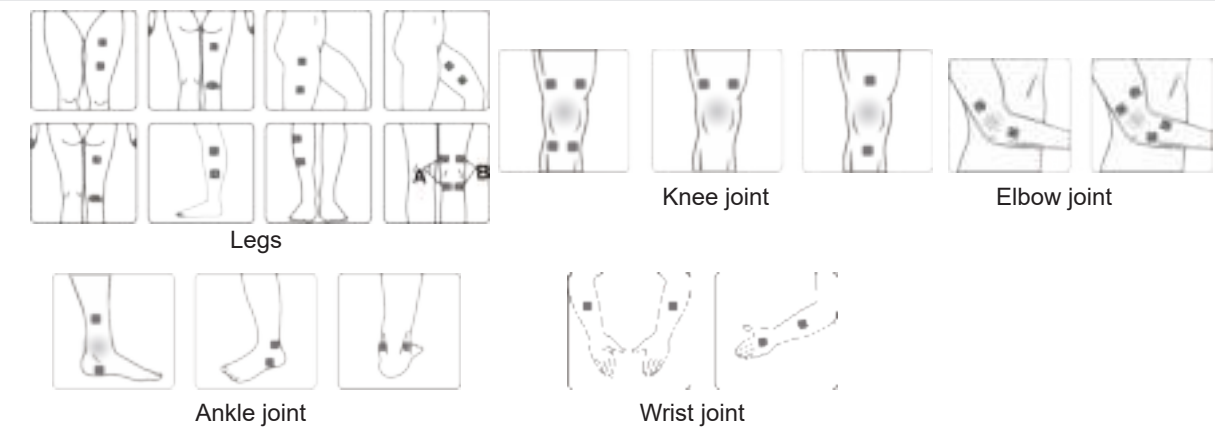 A B
Knee joint
Elbow joint
Legs
Ankle joint
Wrist joint